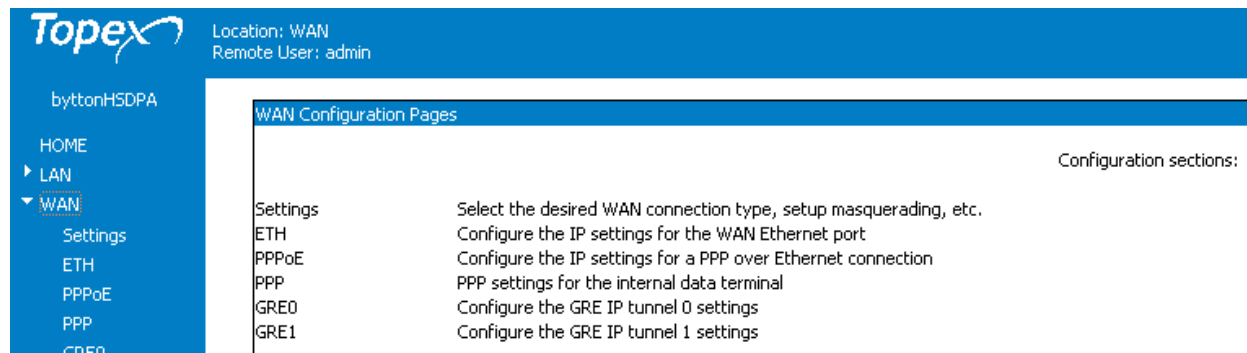 Topex
Location: WAN
Remote User: admin
byttonHSDPA
HOME
LAN
WAN
Settings
ETH
PPPoE
PPP
GRE0
WAN Configuration Pages
Configuration sections:
Settings Select the desired WAN connection type, setup masquerading, etc.
ETH Configure the IP settings for the WAN Ethernet port
PPPoE Configure the IP settings for a PPP over Ethernet connection
PPP PPP settings for the internal data terminal
GRE0 Configure the GRE IP tunnel 0 settings
GRE1 Configure the GRE IP tunnel 1 settings